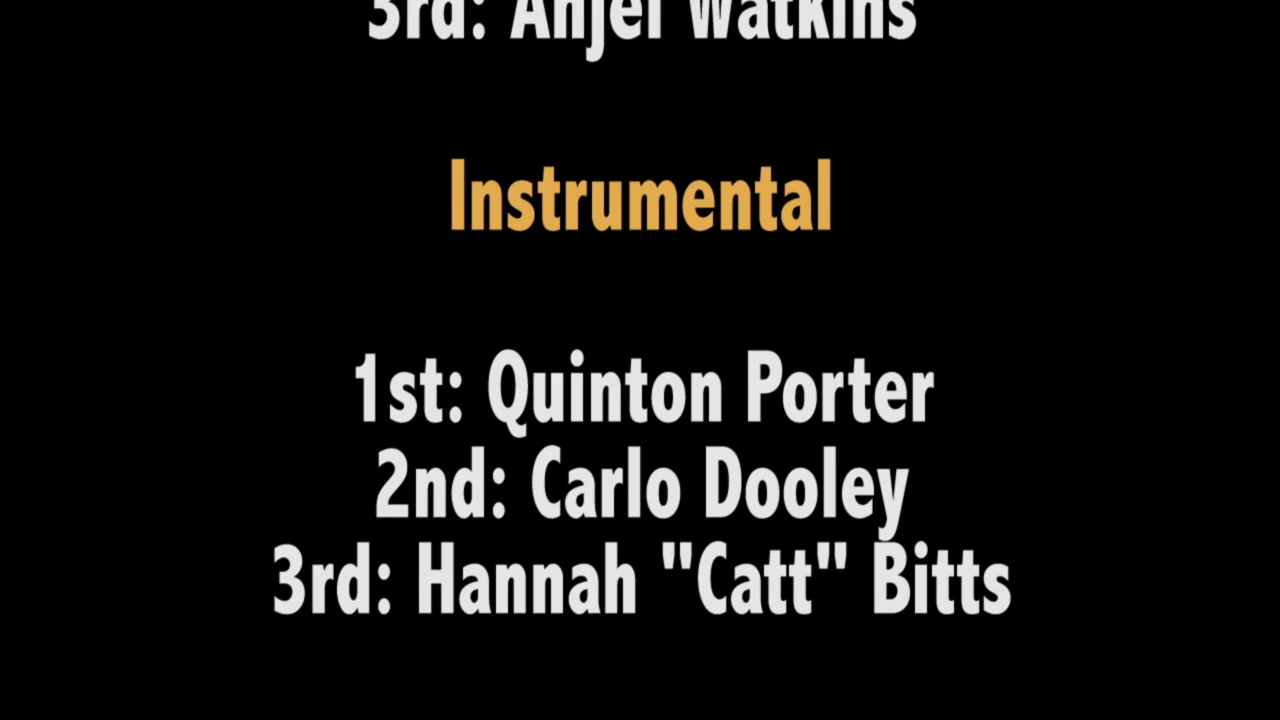 3rd: Anjel Watkins
Instrumental
1st: Quinton Porter
2nd: Carlo Dooley
3rd: Hannah "Catt" Bitts